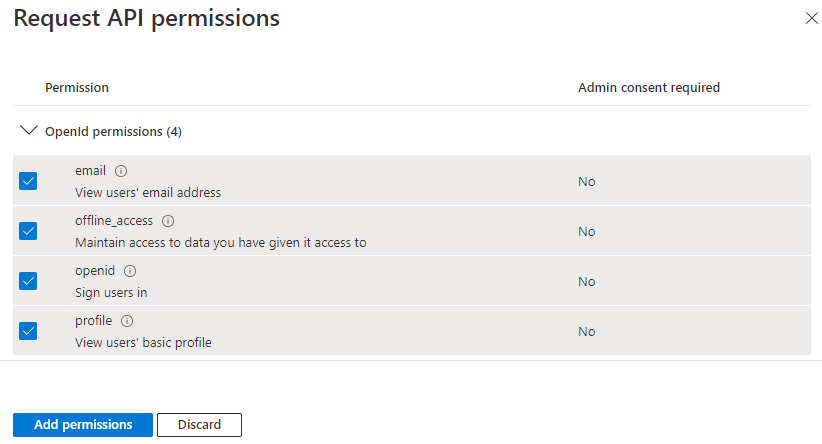 Request API permissions
Permission Admin consent required
OpenId permissions (4)
email
View users' email address
No
offline_access
Maintain access to data you have given it access to
No
openid
Sign users in
No
profile
View users' basic profile
No
Add permissions Discard